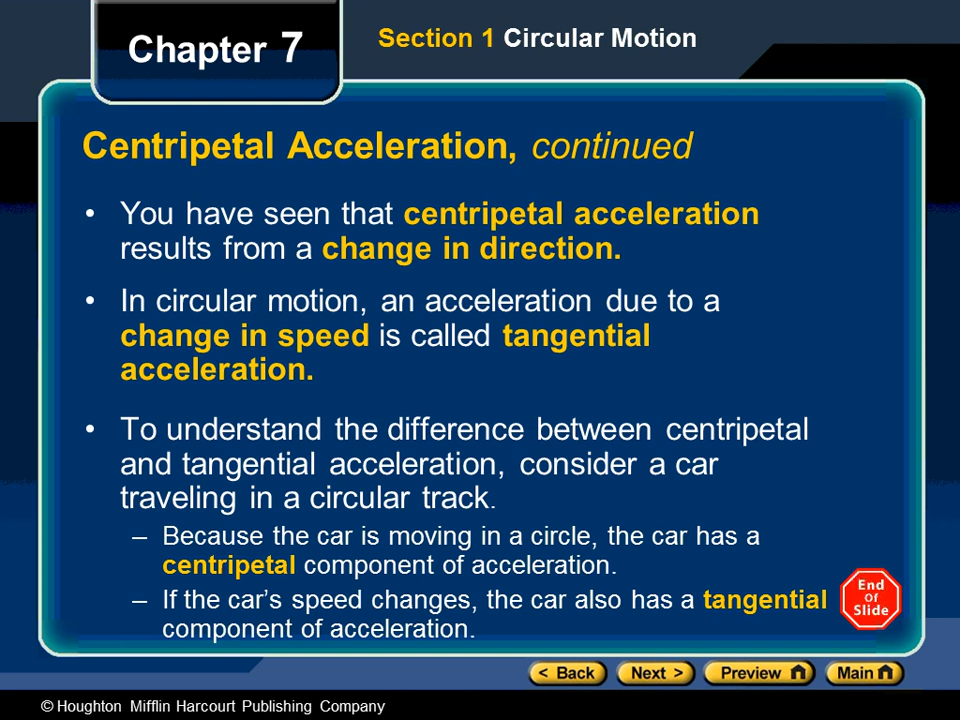 Chapter 7
Section 1 Circular Motion
Centripetal Acceleration, continued
• You have seen that centripetal acceleration
results from a change in direction.
• In circular motion, an acceleration due to a
change in speed is called tangential
acceleration.
• To understand the difference between centripetal
and tangential acceleration, consider a car
traveling in a circular track.
– Because the car is moving in a circle, the car has a
centripetal component of acceleration.
– If the car’s speed changes, the car also has a tangential
component of acceleration.
End
Of
Slide
< Back
Next >
Preview
Main
© Houghton Mifflin Harcourt Publishing Company